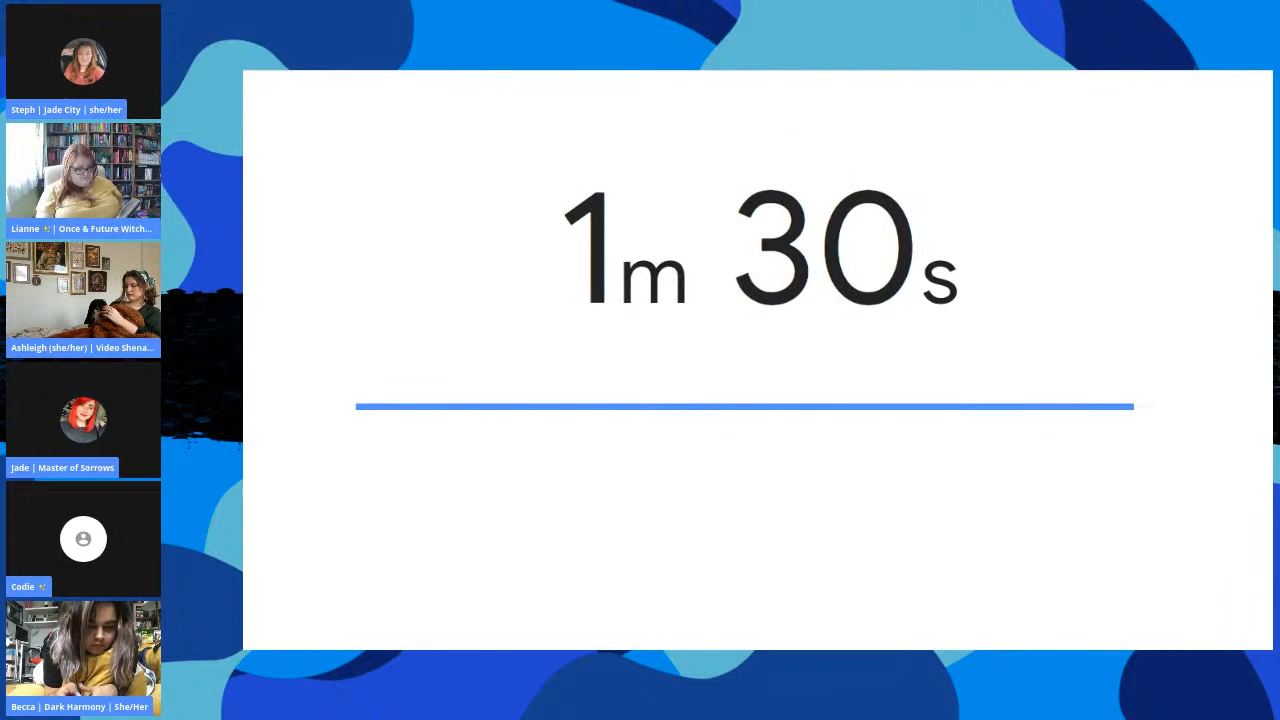 Steph | Jade City | she/her
Lianne ✨ | Once & Future Witch...
Ashleigh (she/her) | Video Shena...
Jade | Master of Sorrows
Codie ✨
Becca | Dark Harmony | She/Her
1m 30s